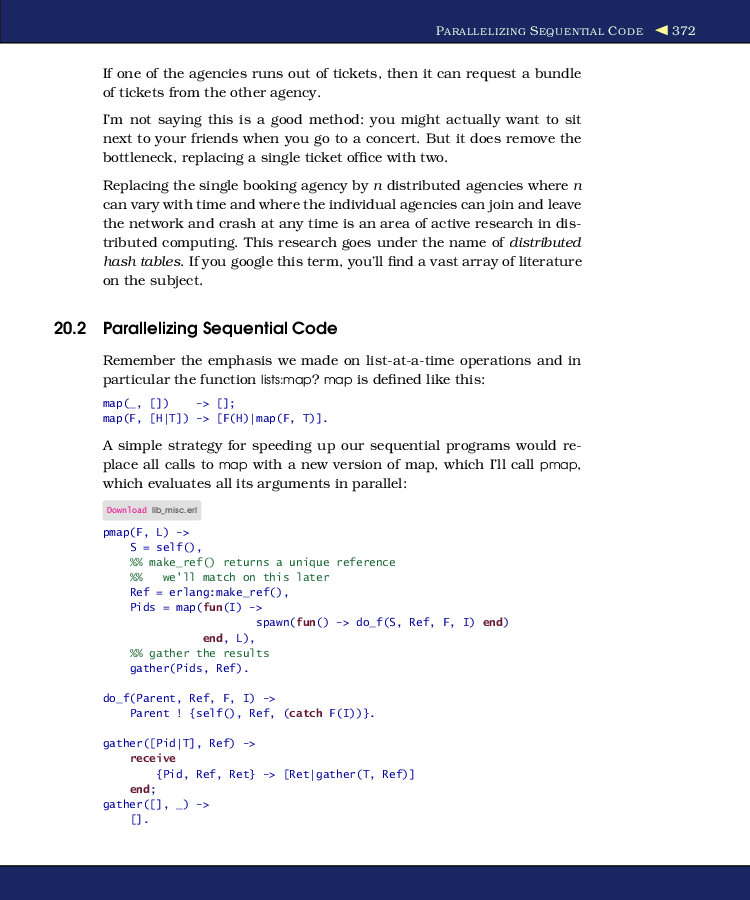 PARALLELIZING SEQUENTIAL CODE ◀ 372
If one of the agencies runs out of tickets, then it can request a bundle
of tickets from the other agency.
I'm not saying this is a good method: you might actually want to sit
next to your friends when you go to a concert. But it does remove the
bottleneck, replacing a single ticket office with two.
Replacing the single booking agency by n distributed agencies where n
can vary with time and where the individual agencies can join and leave
the network and crash at any time is an area of active research in dis-
tributed computing. This research goes under the name of distributed
hash tables. If you google this term, you'll find a vast array of literature
on the subject.
20.2 Parallelizing Sequential Code
Remember the emphasis we made on list-at-a-time operations and in
particular the function lists:map? map is defined like this:
map(_, [])    -> [];
map(F, [H|T]) -> [F(H)|map(F, T)].
A simple strategy for speeding up our sequential programs would re-
place all calls to map with a new version of map, which I'll call pmap,
which evaluates all its arguments in parallel:
Download lib_misc.erl
pmap(F, L) ->
    S = self(),
    %% make_ref() returns a unique reference
    %%   we'll match on this later
    Ref = erlang:make_ref(),
    Pids = map(fun(I) ->
                       spawn(fun() -> do_f(S, Ref, F, I) end)
               end, L),
    %% gather the results
    gather(Pids, Ref).
do_f(Parent, Ref, F, I) ->
    Parent ! {self(), Ref, (catch F(I))}.
gather([Pid|T], Ref) ->
    receive
        {Pid, Ref, Ret} -> [Ret|gather(T, Ref)]
    end;
gather([], _) ->
    [].